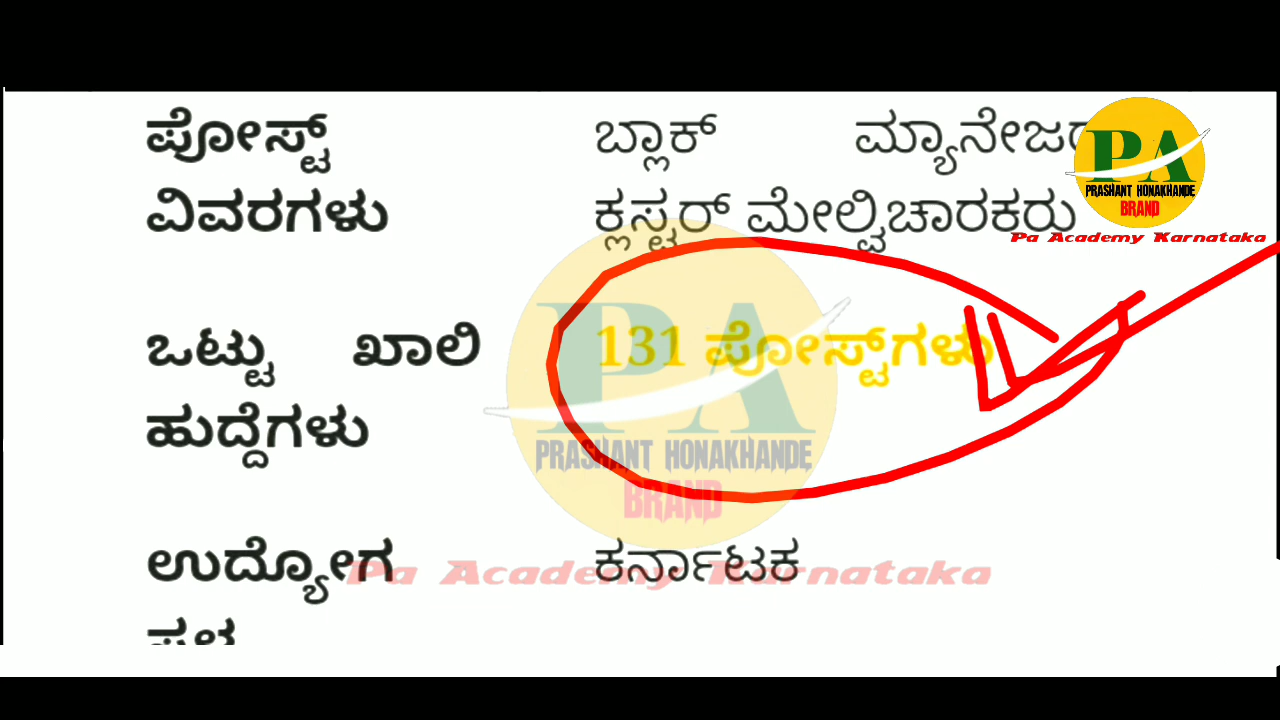 ಪೋಸ್ಟ್ ಬ್ಲಾಕ್
ವಿವರಗಳು ಕ್ಲಸ್ಟರ್ ಮೇಲ್ವಿಚಾರಕರು
PA
PRASHANT HONAKHANDE
BRAND
Pa Academy Karnataka
ಒಟ್ಟು ಖಾಲಿ 131 ಪೋಸ್ಟ್‌ಗಳು
ಹುದ್ದೆಗಳು
PA
PRASHANT HONAKHANDE
BRAND
ಉದ್ಯೋಗ ಕರ್ನಾಟಕ
Pa Academy Karnataka